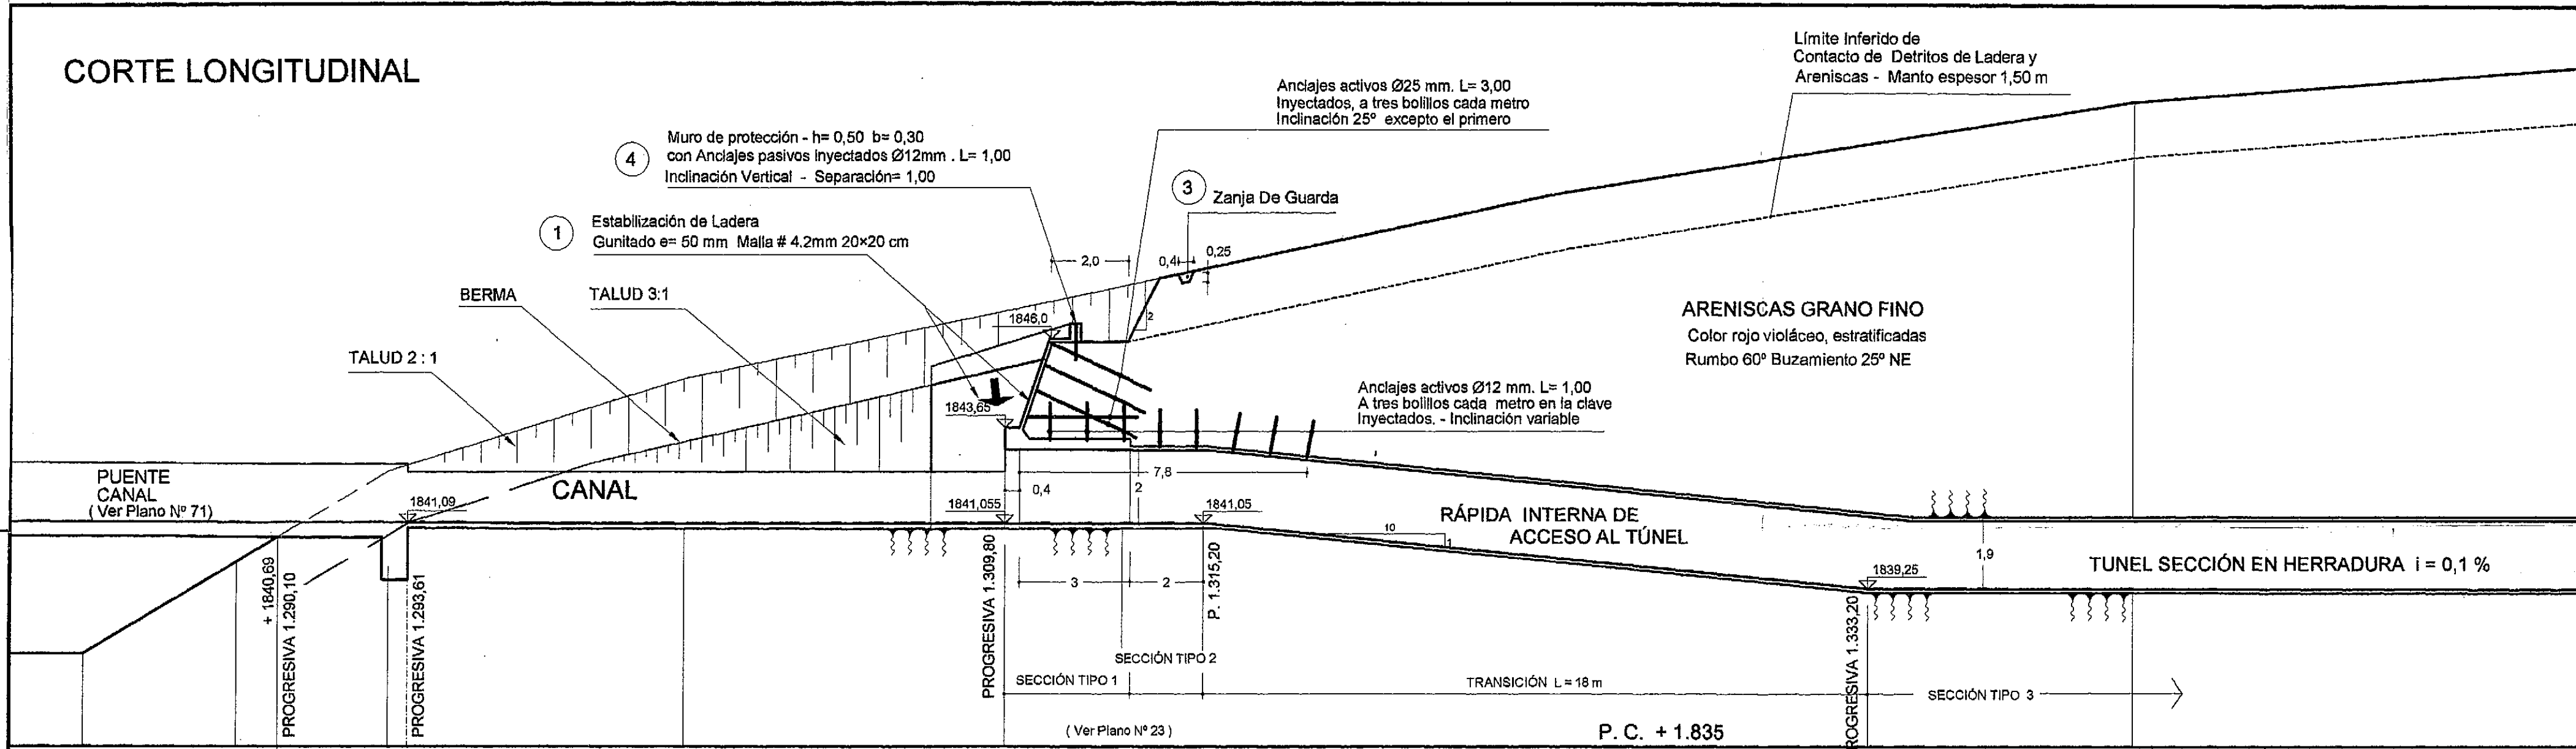 CORTE LONGITUDINAL
Límite Inferido de
Contacto de Detritos de Ladera y
Areniscas - Manto espesor 1,50 m
Anclajes activos Ø25 mm. L= 3,00
Inyectados, a tres bolillos cada metro
Inclinación 25º excepto el primero
4
Muro de protección - h= 0,50 b= 0,30
con Anclajes pasivos Inyectados Ø12mm . L= 1,00
Inclinación Vertical - Separación= 1,00
3
Zanja De Guarda
1
Estabilización de Ladera
Gunitado e= 50 mm Malla # 4.2mm 20×20 cm
2,0
0,4
0,25
BERMA
TALUD 3:1
1846,0
2
ARENISCAS GRANO FINO
Color rojo violáceo, estratificadas
Rumbo 60º Buzamiento 25º NE
TALUD 2 : 1
Anclajes activos Ø12 mm. L= 1,00
A tres bolillos cada metro en la clave
Inyectados. - Inclinación variable
1843,65
PUENTE
CANAL
( Ver Plano Nº 71)
CANAL
7,8
0,4
2
1841,09
1841,055
1841,05
RÁPIDA INTERNA DE
ACCESO AL TÚNEL
10
1
1,9
TUNEL SECCIÓN EN HERRADURA i = 0,1 %
1839,25
3
2
+ 1840,69
PROGRESIVA 1.290,10
PROGRESIVA 1.293,61
PROGRESIVA 1.309,80
P. 1.315,20
PROGRESIVA 1.333,20
SECCIÓN TIPO 2
SECCIÓN TIPO 1
TRANSICIÓN L = 18 m
SECCIÓN TIPO 3
( Ver Plano Nº 23 )
P. C. + 1.835